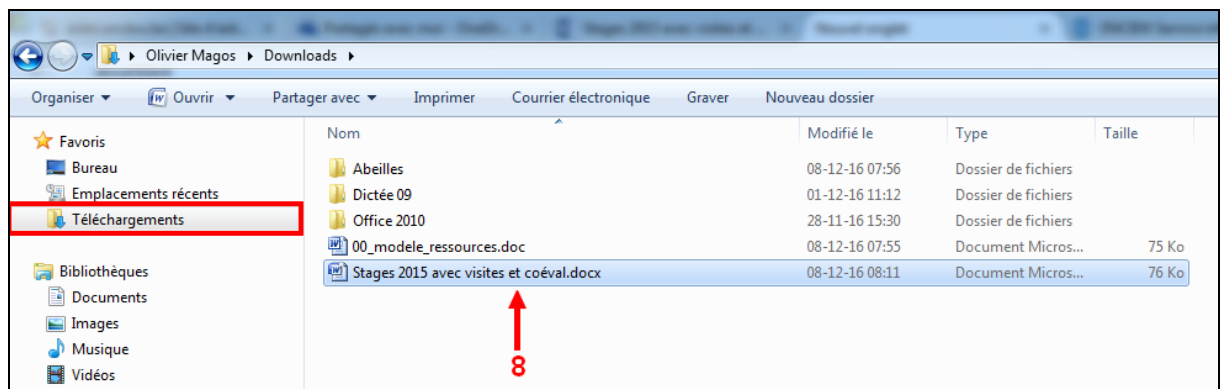 Olivier Magos Downloads
Organiser Ouvrir Partager avec Imprimer Courrier électronique Graver Nouveau dossier
Nom Modifié le Type Taille
Favoris
Bureau
Emplacements récents
Téléchargements
Bibliothèques
Documents
Images
Musique
Vidéos
Abeilles 08-12-16 07:56 Dossier de fichiers
Dictée 09 01-12-16 11:12 Dossier de fichiers
Office 2010 28-11-16 15:30 Dossier de fichiers
00_modele_ressources.doc 08-12-16 07:55 Document Micros... 75 Ko
Stages 2015 avec visites et coéval.docx 08-12-16 08:11 Document Micros... 76 Ko
8